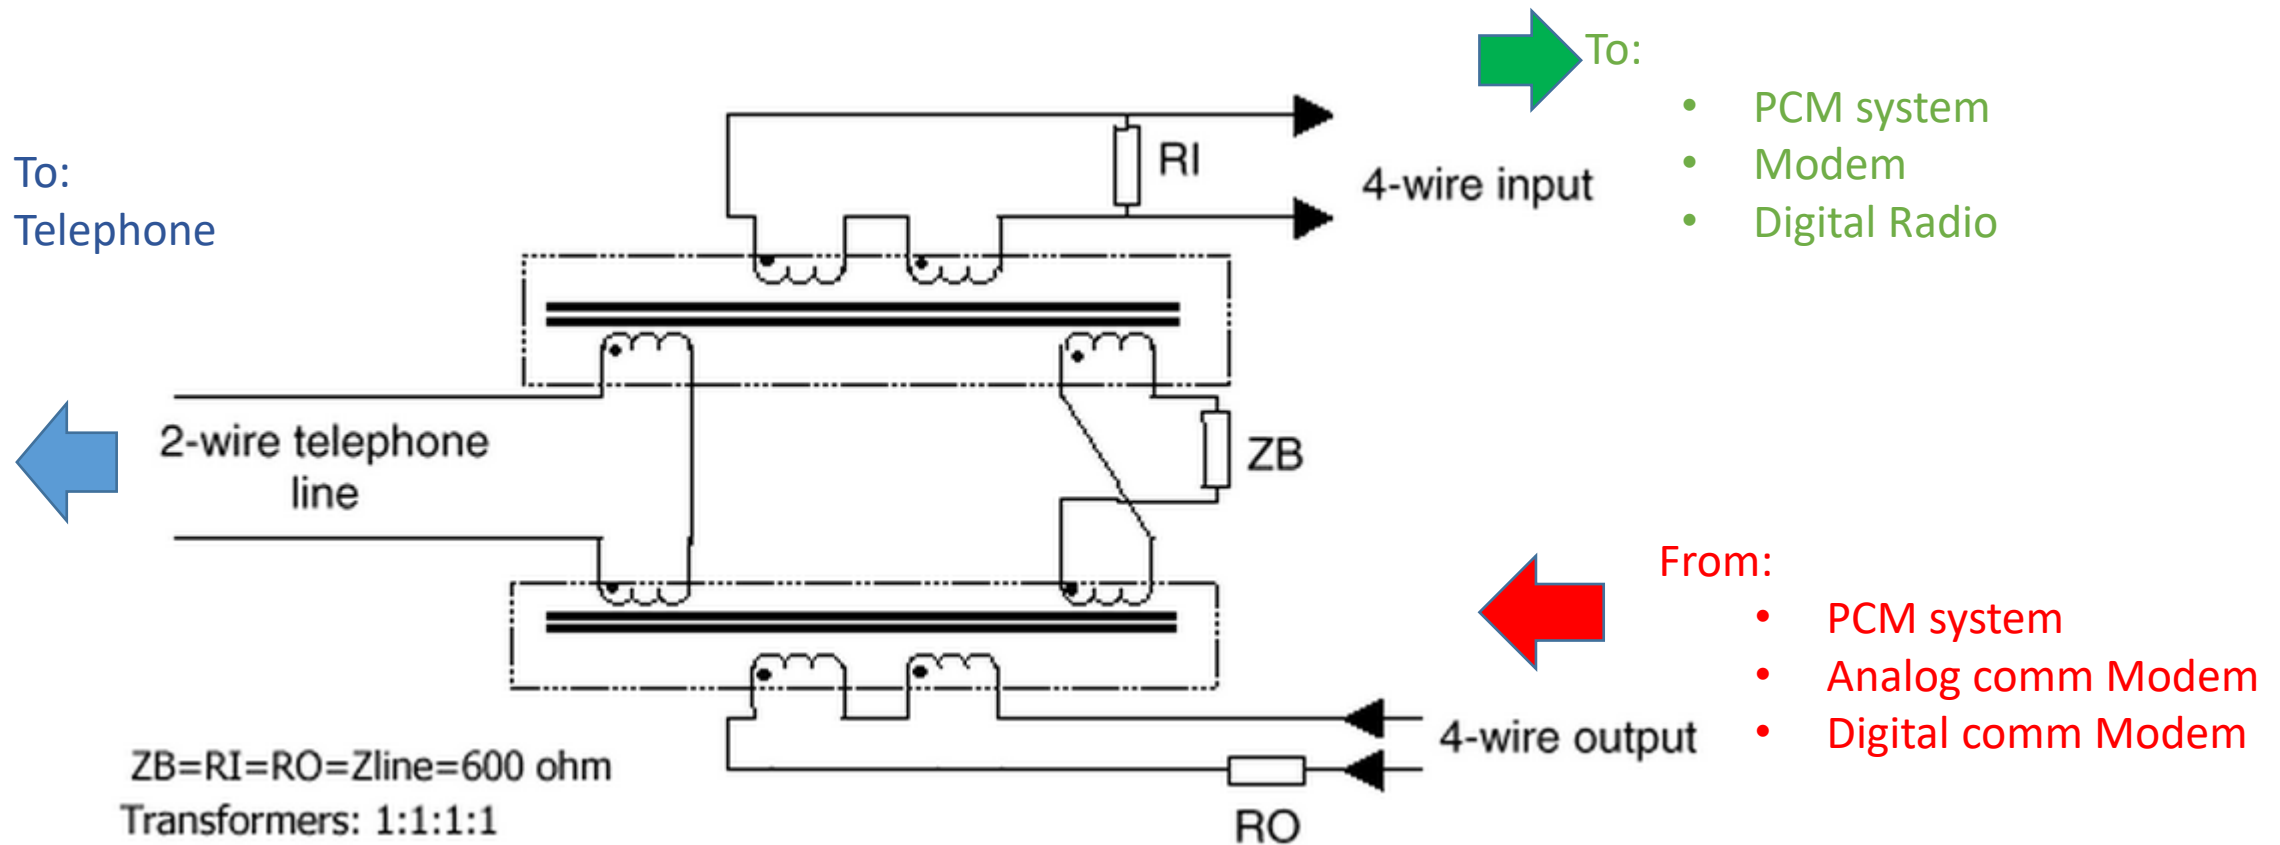 To:
• PCM system
• Modem
• Digital Radio
RI
4-wire input
To:
Telephone
2-wire telephone
line
ZB
From:
• PCM system
• Analog comm Modem
• Digital comm Modem
4-wire output
RO
ZB=RI=RO=Zline=600 ohm
Transformers: 1:1:1:1